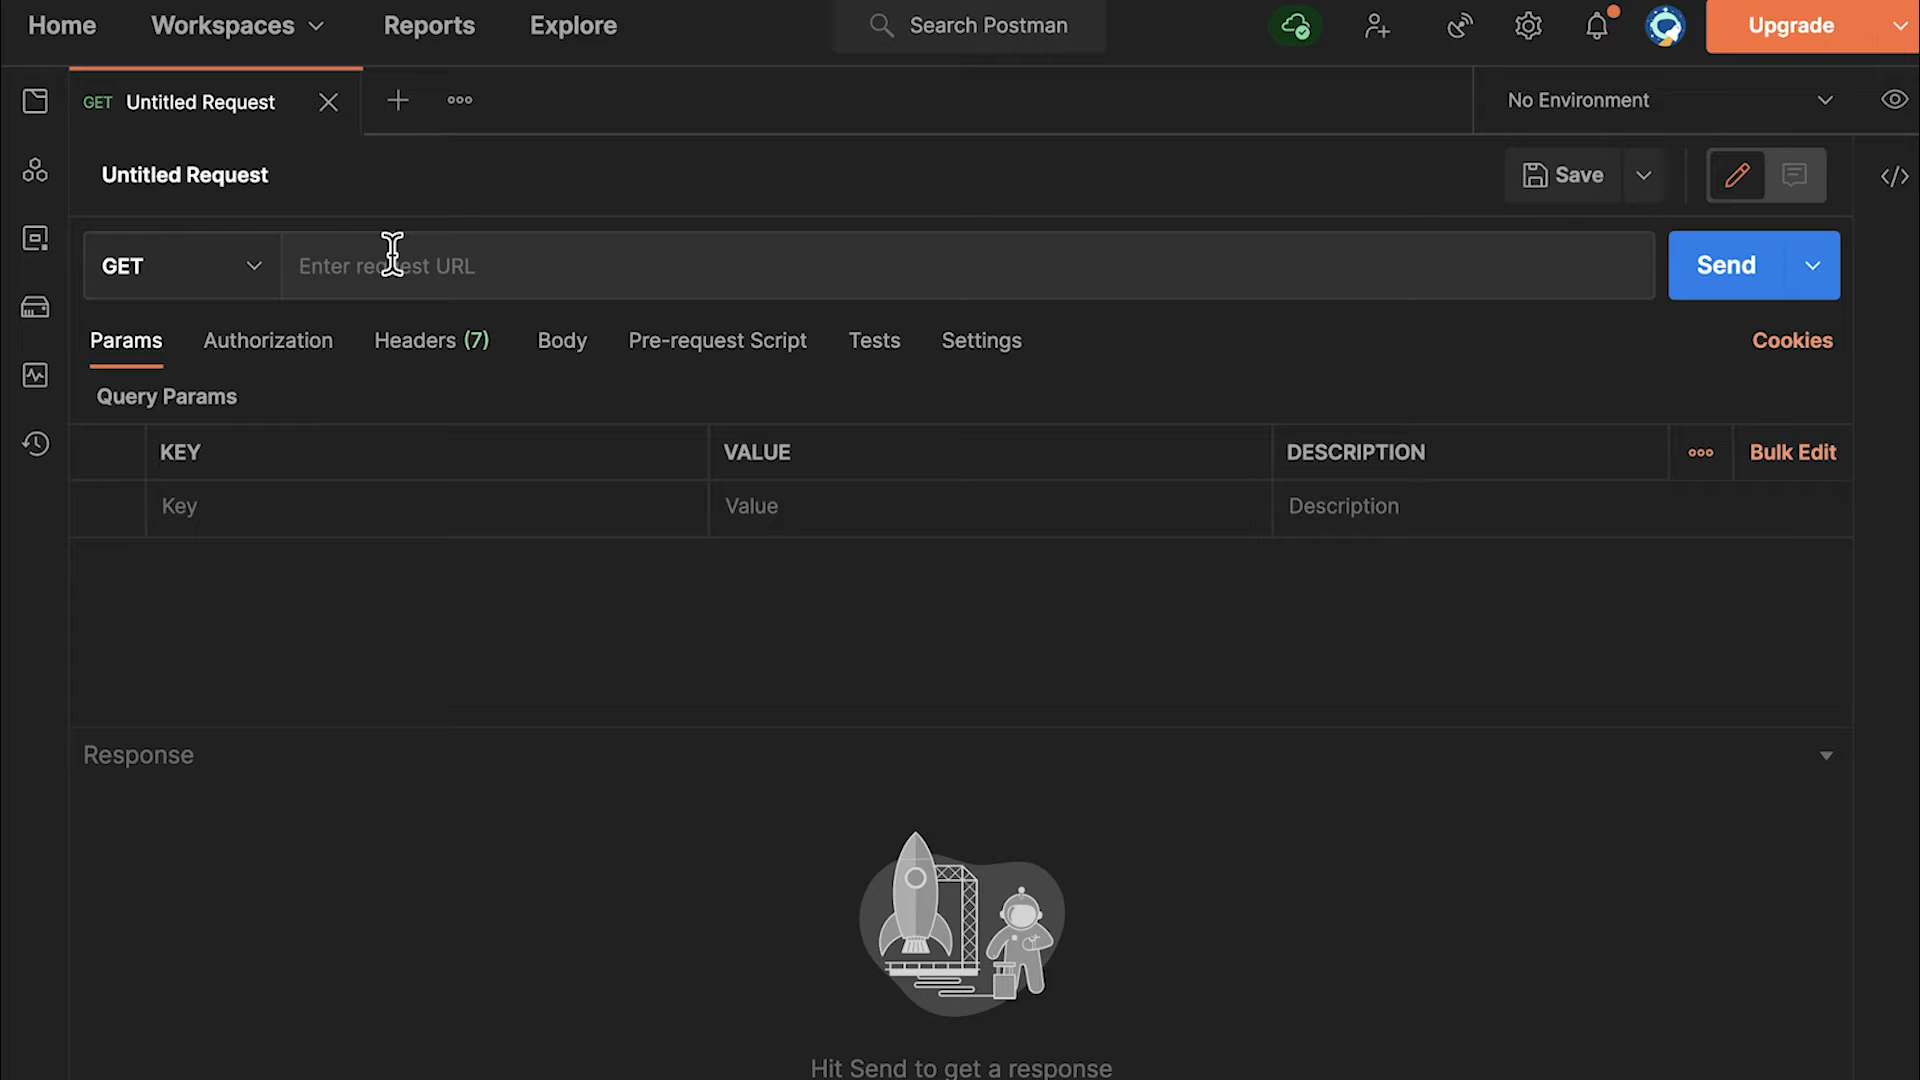 Home Workspaces Reports Explore Search Postman Upgrade
GET Untitled Request No Environment
Untitled Request Save
GET Enter request URL Send
Params Authorization Headers (7) Body Pre-request Script Tests Settings Cookies
Query Params
KEY VALUE DESCRIPTION Bulk Edit
Key Value Description
Response
Hit Send to get a response